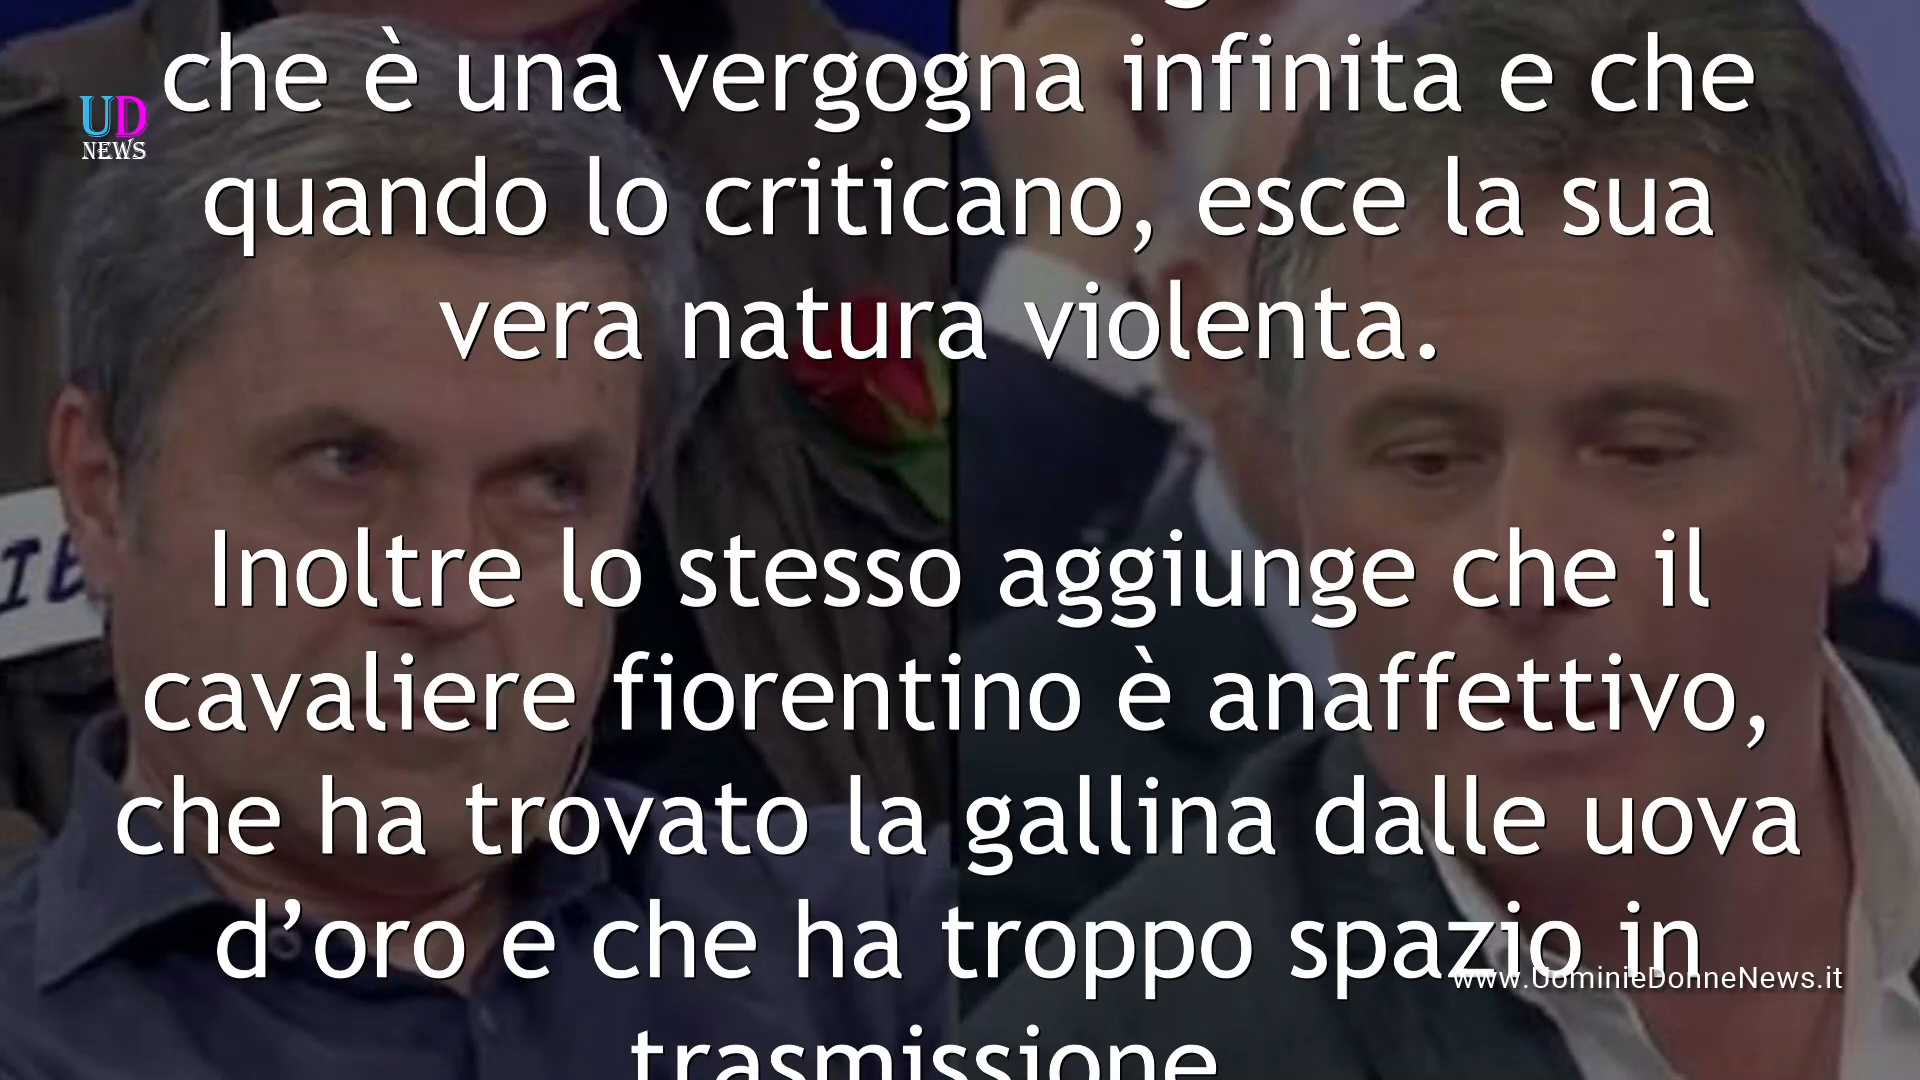 che è una vergogna infinita e che
UD
NEWS
quando lo criticano, esce la sua
vera natura violenta.
Inoltre lo stesso aggiunge che il
cavaliere fiorentino è anaffettivo,
che ha trovato la gallina dalle uova
d’oro e che ha troppo spazio in
www.UominieDonneNews.it
trasmissione